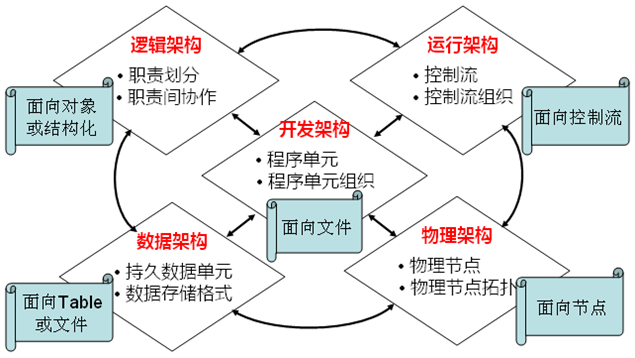 逻辑架构
• 职责划分
• 职责间协作
面向对象
或结构化
运行架构
• 控制流
• 控制流组织
面向控制流
开发架构
• 程序单元
• 程序单元组织
面向文件
数据架构
• 持久数据单元
• 数据存储格式
面向Table
或文件
物理架构
• 物理节点
• 物理节点拓扑
面向节点